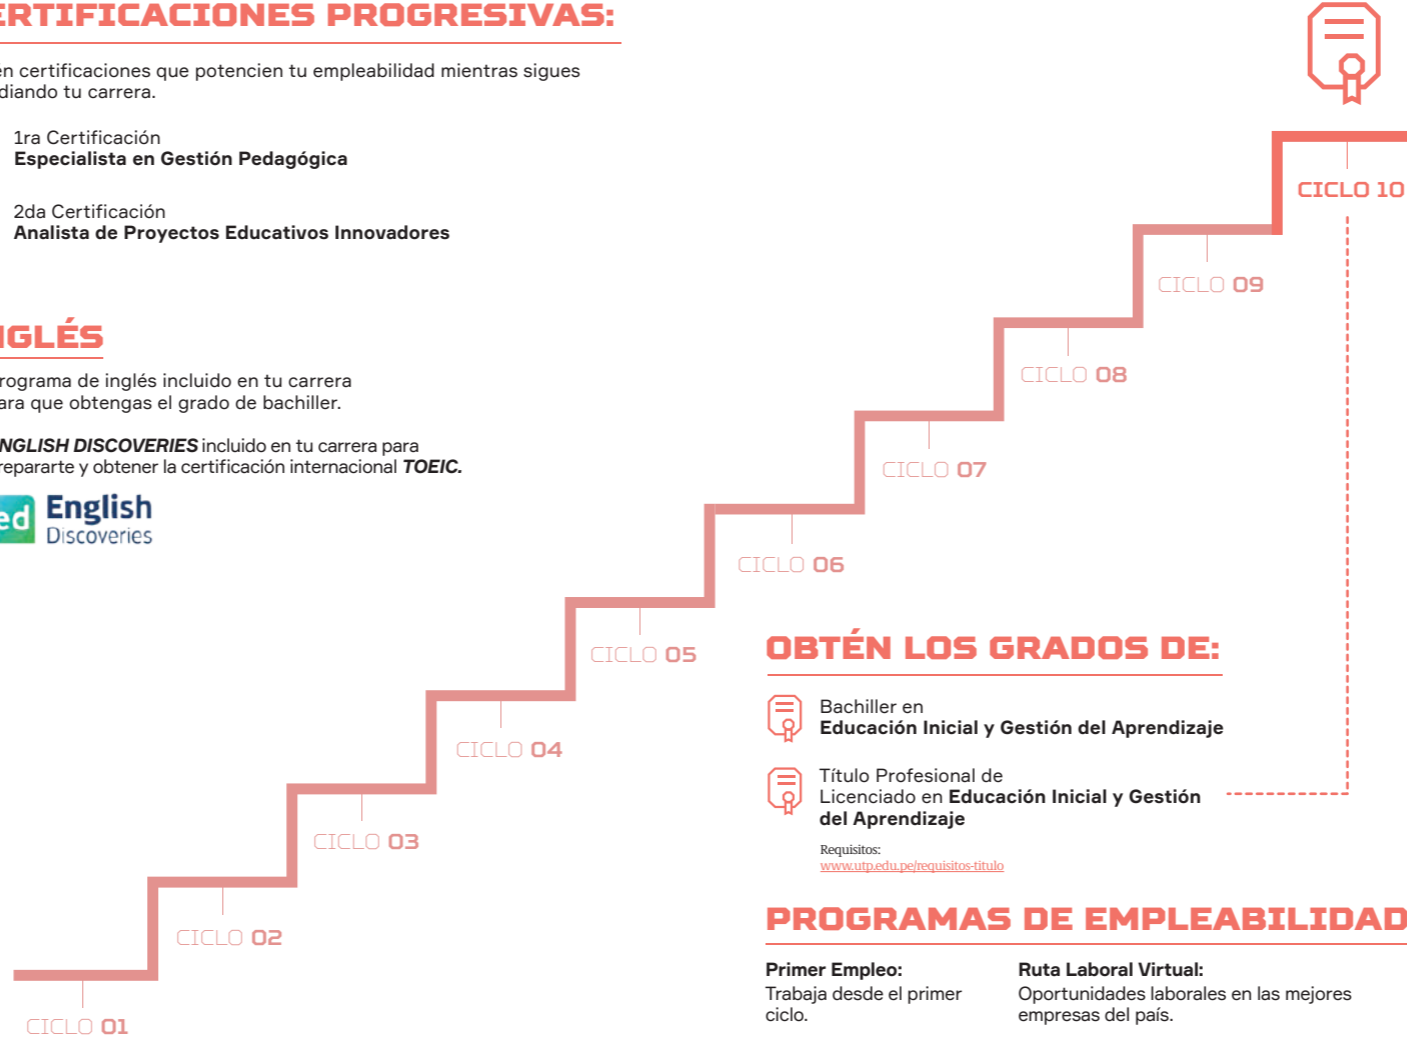 ERTIFICACIONES PROGRESIVAS:
én certificaciones que potencien tu empleabilidad mientras sigues
diando tu carrera.
1ra Certificación
Especialista en Gestión Pedagógica
2da Certificación
Analista de Proyectos Educativos Innovadores
NGLÉS
rograma de inglés incluido en tu carrera
ara que obtengas el grado de bachiller.
NGLISH DISCOVERIES incluido en tu carrera para
repararte y obtener la certificación internacional TOEIC.
ed English
Discoveries
CICLO 10
CICLO 09
CICLO 08
CICLO 07
CICLO 06
CICLO 05
CICLO 04
CICLO 03
CICLO 02
CICLO 01
OBTÉN LOS GRADOS DE:
Bachiller en
Educación Inicial y Gestión del Aprendizaje
Título Profesional de
Licenciado en Educación Inicial y Gestión
del Aprendizaje
Requisitos:
www.utp.edu.pe/requisitos-titulo
PROGRAMAS DE EMPLEABILIDAD
Primer Empleo:
Trabaja desde el primer
ciclo.
Ruta Laboral Virtual:
Oportunidades laborales en las mejores
empresas del país.